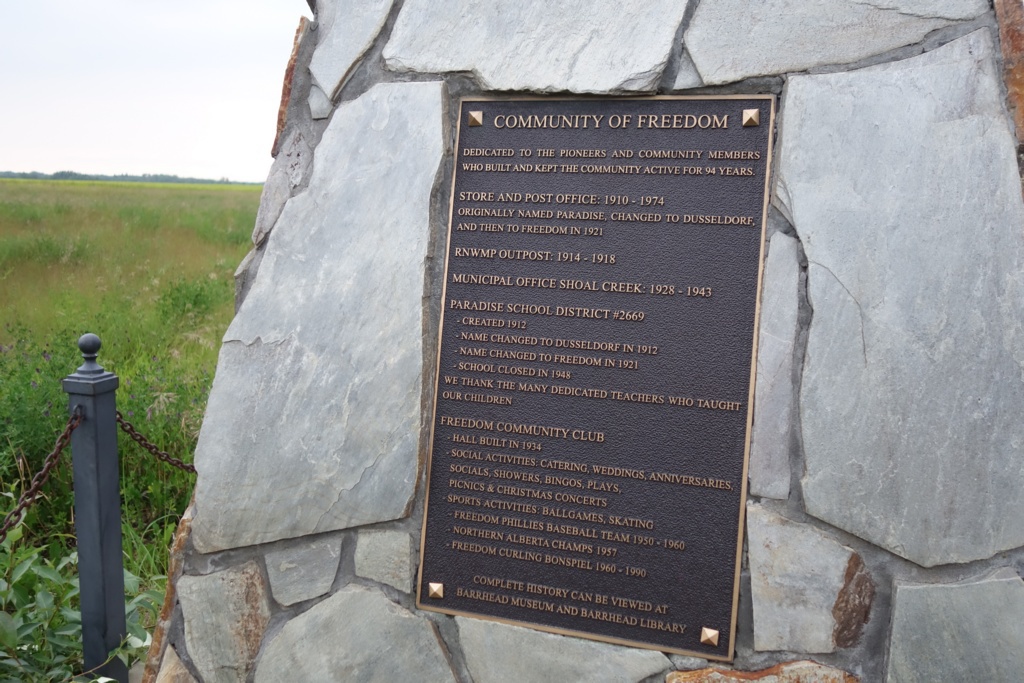 COMMUNITY OF FREEDOM
DEDICATED TO THE PIONEERS AND COMMUNITY MEMBERS
WHO BUILT AND KEPT THE COMMUNITY ACTIVE FOR 94 YEARS.
STORE AND POST OFFICE: 1910 - 1974
ORIGINALLY NAMED PARADISE, CHANGED TO DUSSELDORF,
AND THEN TO FREEDOM IN 1921
RNWMP OUTPOST: 1914 - 1918
MUNICIPAL OFFICE SHOAL CREEK: 1928 - 1943
PARADISE SCHOOL DISTRICT #2669
- CREATED 1912
- NAME CHANGED TO DUSSELDORF IN 1912
- NAME CHANGED TO FREEDOM IN 1921
- SCHOOL CLOSED IN 1948
WE THANK THE MANY DEDICATED TEACHERS WHO TAUGHT
OUR CHILDREN
FREEDOM COMMUNITY CLUB
- HALL BUILT IN 1934
- SOCIAL ACTIVITIES: CATERING, WEDDINGS, ANNIVERSARIES,
SOCIALS, SHOWERS, BINGOS, PLAYS,
PICNICS & CHRISTMAS CONCERTS
- SPORTS ACTIVITIES: BALLGAMES, SKATING
- FREEDOM PHILLIES BASEBALL TEAM 1950 - 1960
- NORTHERN ALBERTA CHAMPS 1957
- FREEDOM CURLING BONSPIEL 1960 - 1990
COMPLETE HISTORY CAN BE VIEWED AT
BARRHEAD MUSEUM AND BARRHEAD LIBRARY